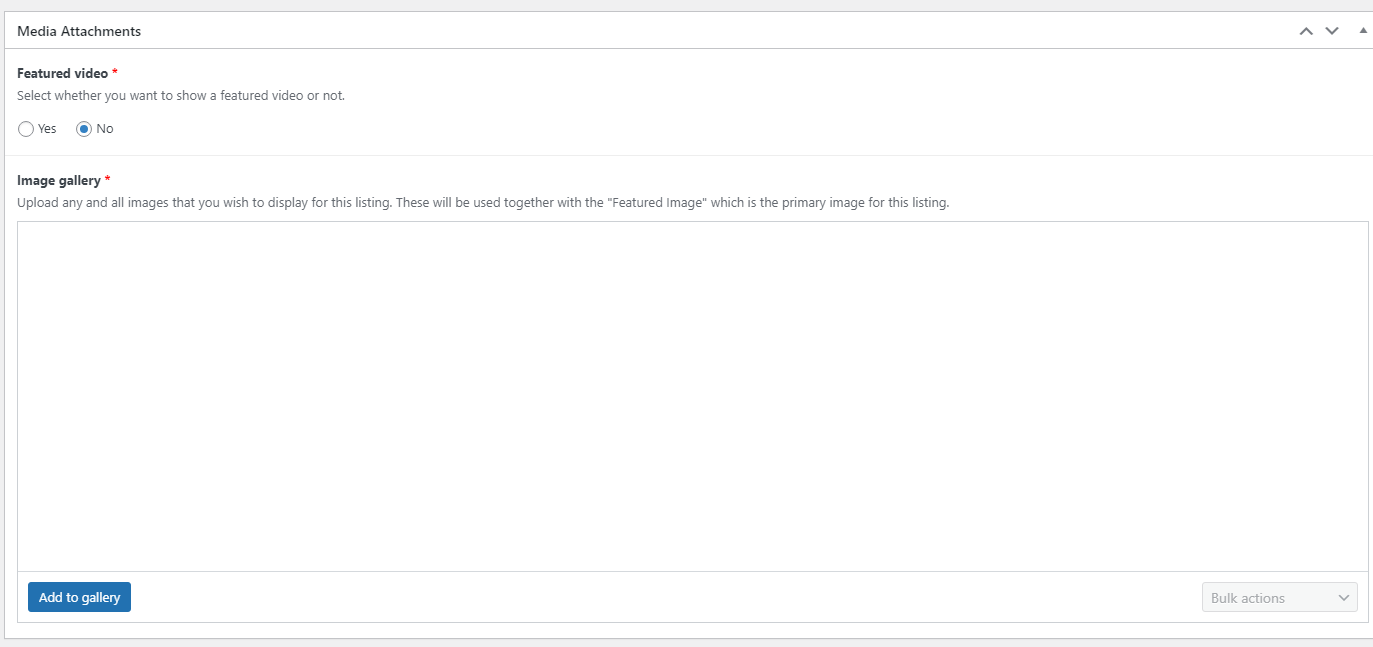 Media Attachments
Featured video *
Select whether you want to show a featured video or not.
Yes No
Image gallery *
Upload any and all images that you wish to display for this listing. These will be used together with the "Featured Image" which is the primary image for this listing.
Add to gallery
Bulk actions